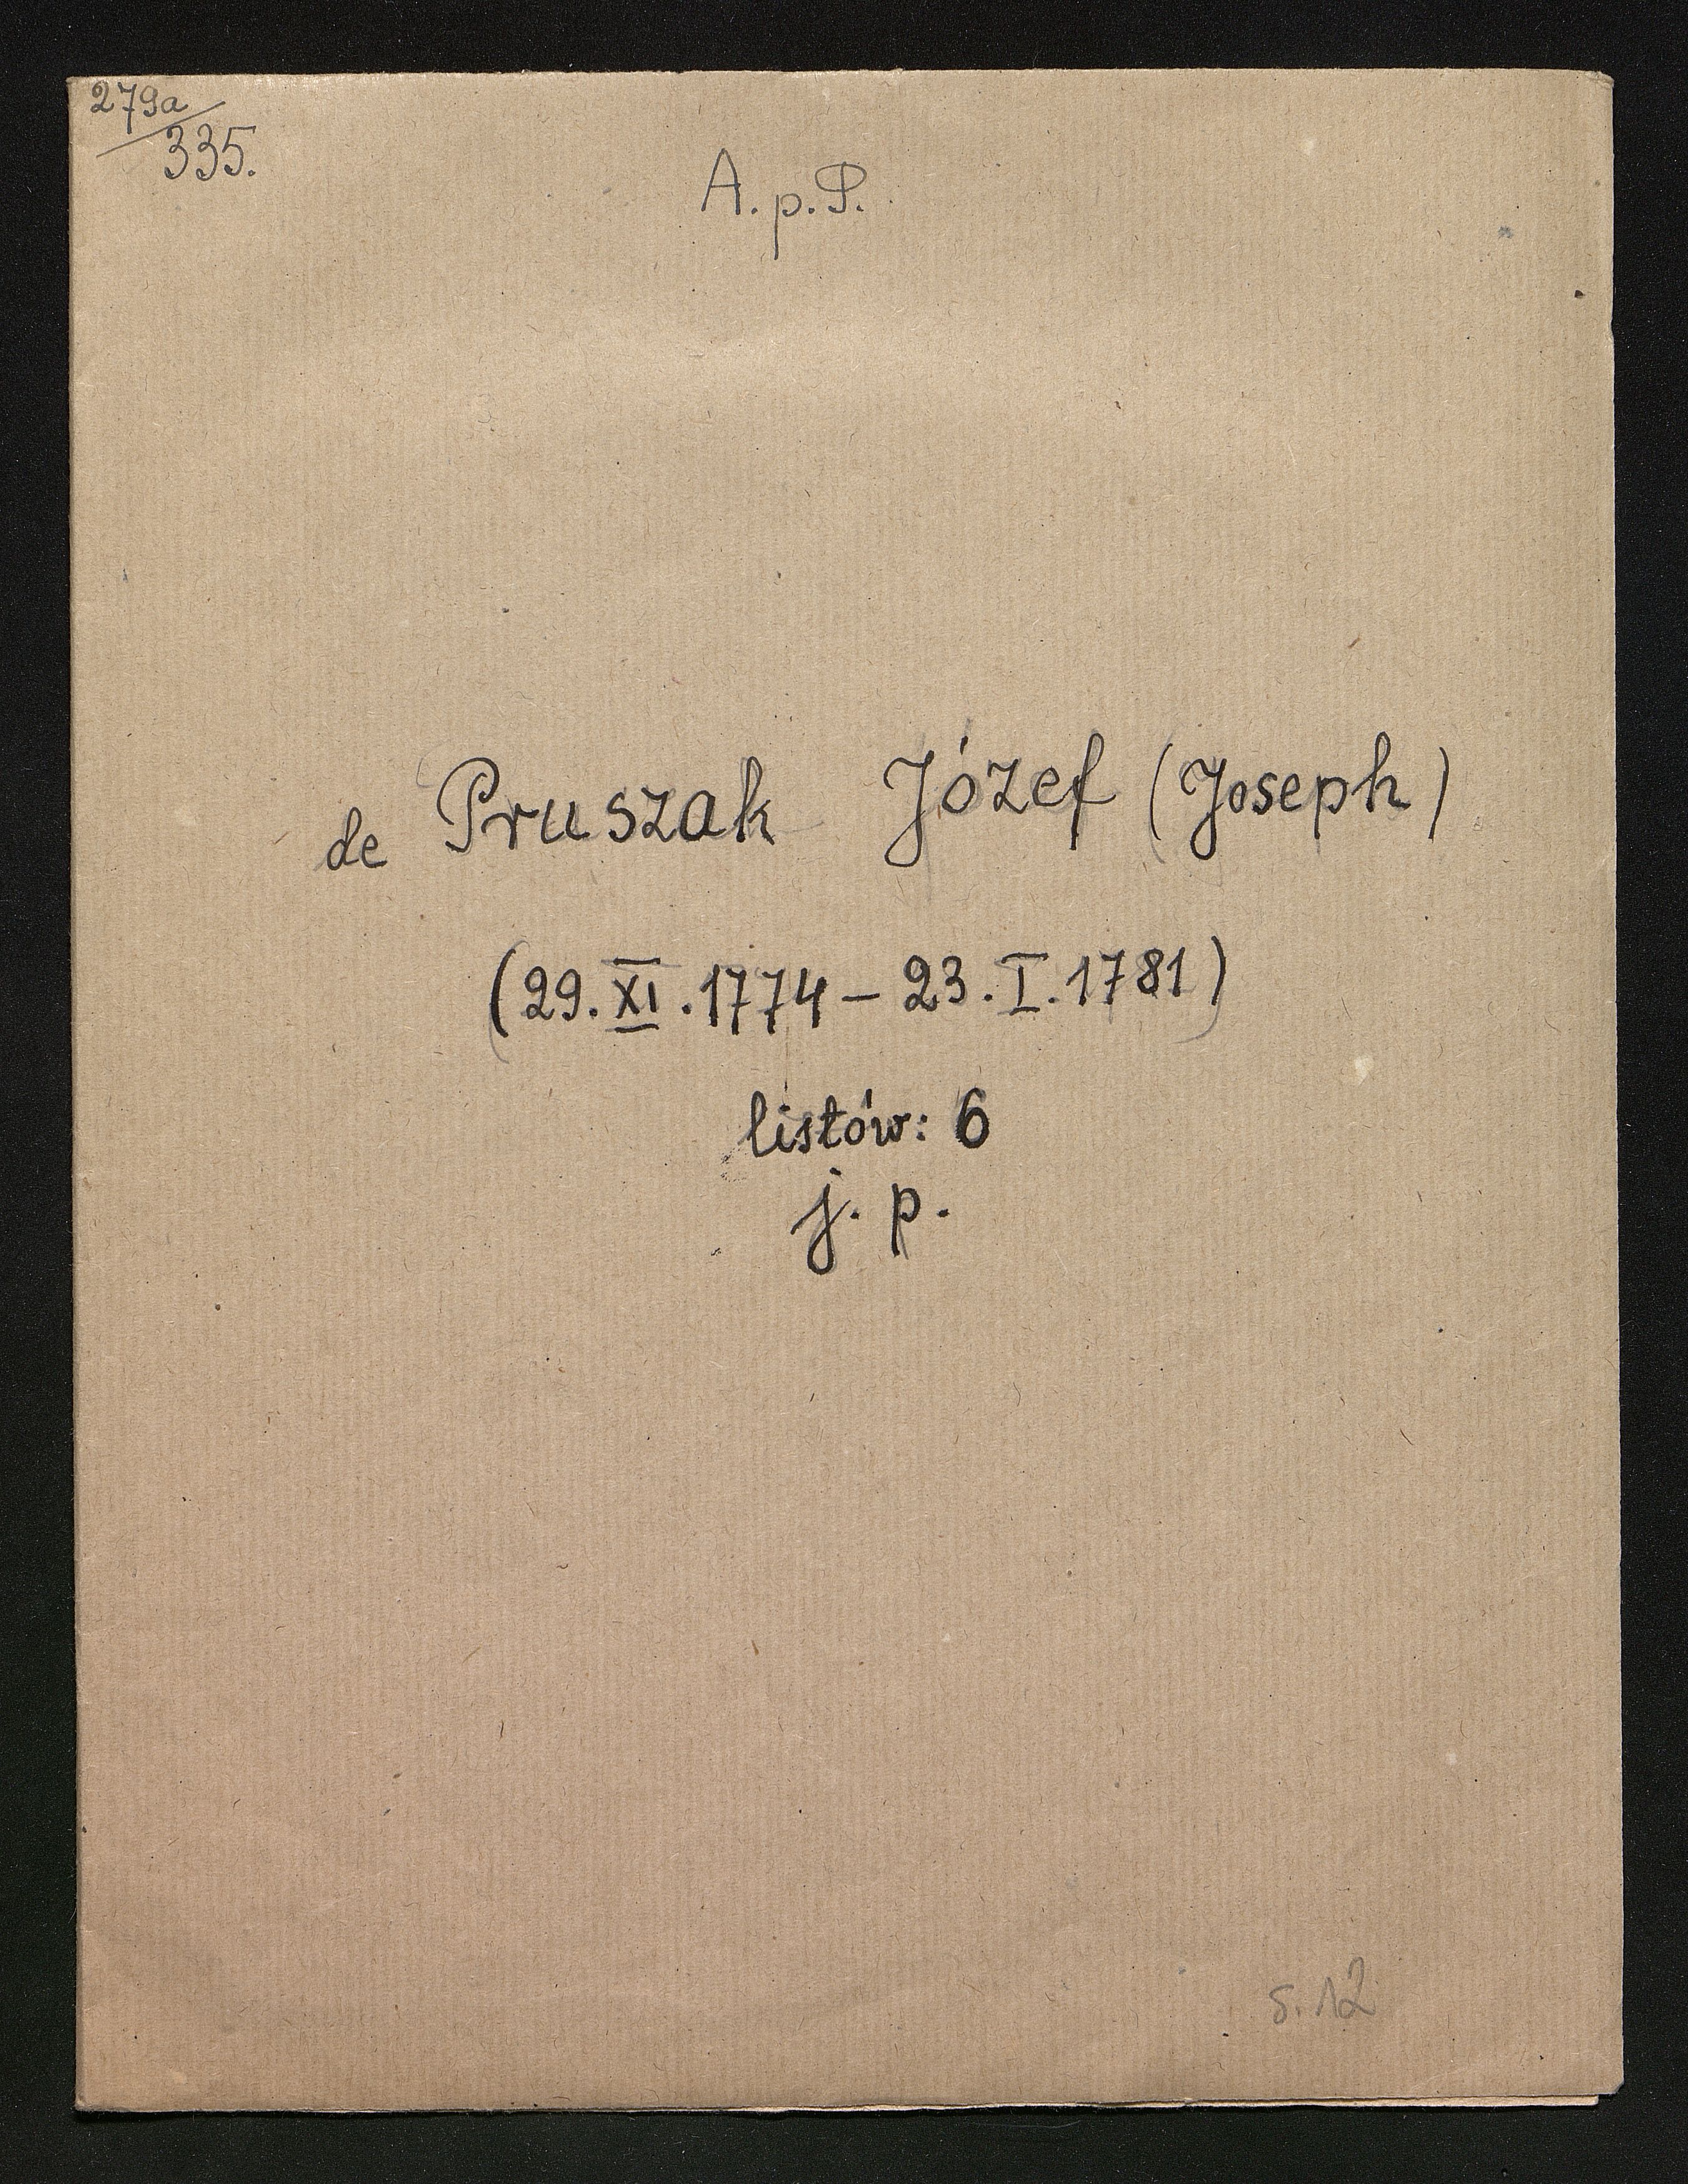 279a
335.
A. p. P.
de Pruszak Józef (Joseph)
(29. XI. 1774 – 23. I. 1781)
listów: 6
j. p.
s. 12